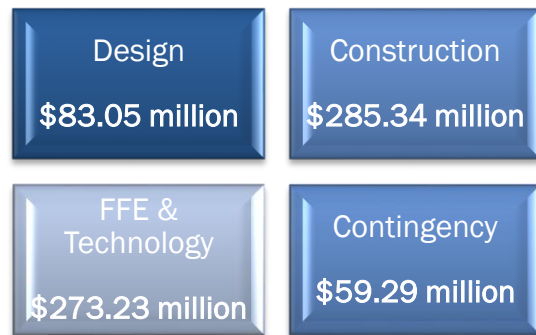 Design
$83.05 million
Construction
$285.34 million
FFE &
Technology
$273.23 million
Contingency
$59.29 million